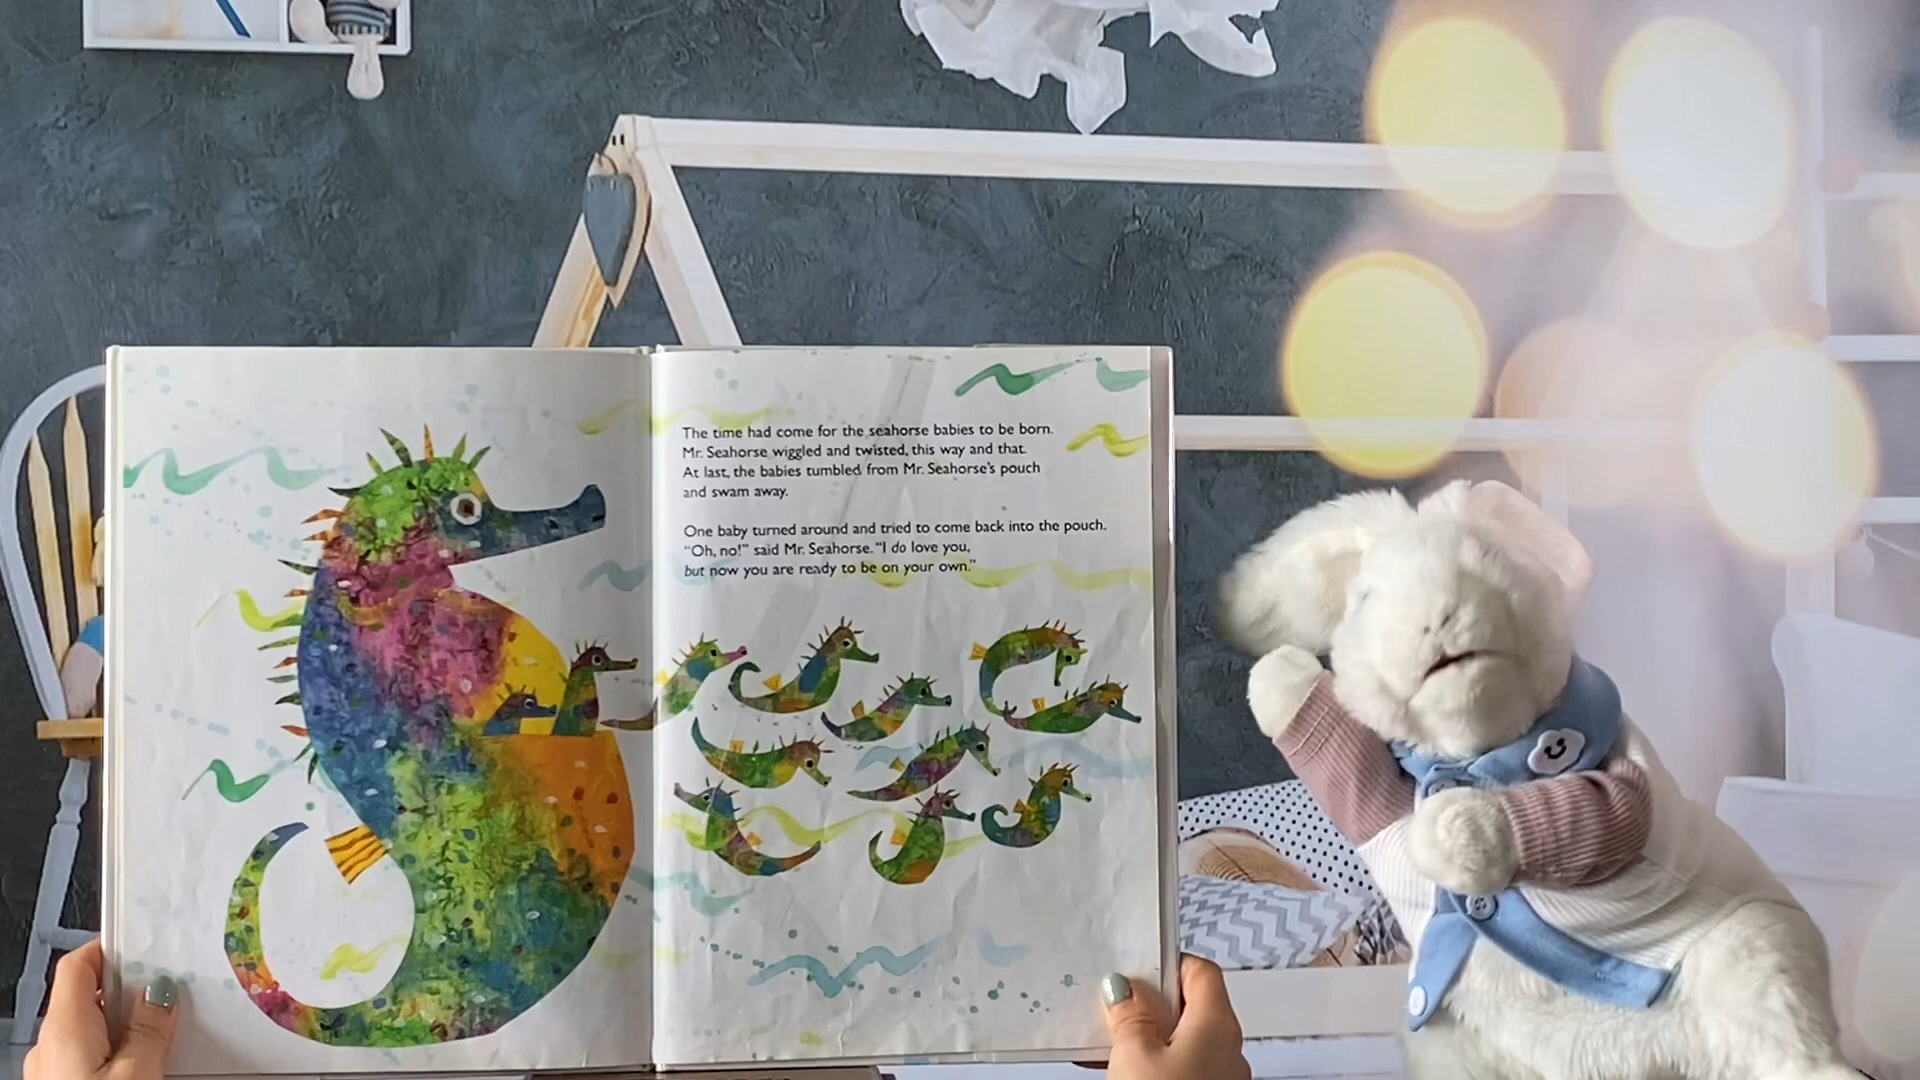 The time had come for the seahorse babies to be born.
Mr. Seahorse wiggled and twisted, this way and that.
At last, the babies tumbled from Mr. Seahorse's pouch
and swam away.
One baby turned around and tried to come back into the pouch.
"Oh, no!" said Mr. Seahorse. "I do love you,
but now you are ready to be on your own."